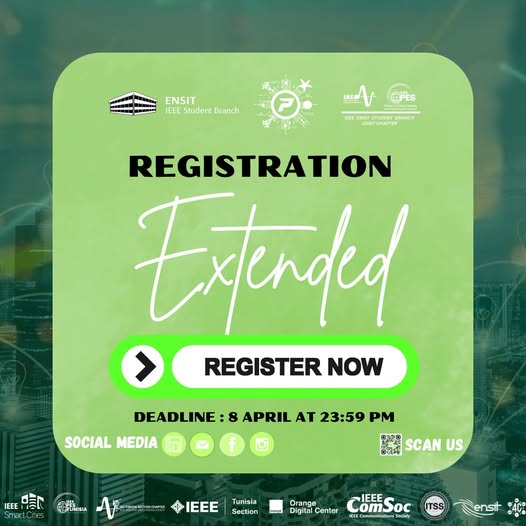 ENSIT
IEEE Student Branch
PES
IEEE ENSIT STUDENT BRANCH
JOINT CHAPTER
REGISTRATION
Extended
REGISTER NOW
DEADLINE : 8 APRIL AT 23:59 PM
SOCIAL MEDIA
SCAN US
IEEE
Smart Cities
TUNISIA
IEEE
Tunisia
Section
Orange
Digital Center
IEEE
ComSoc
IEEE Communications Society
ITSS
ensit